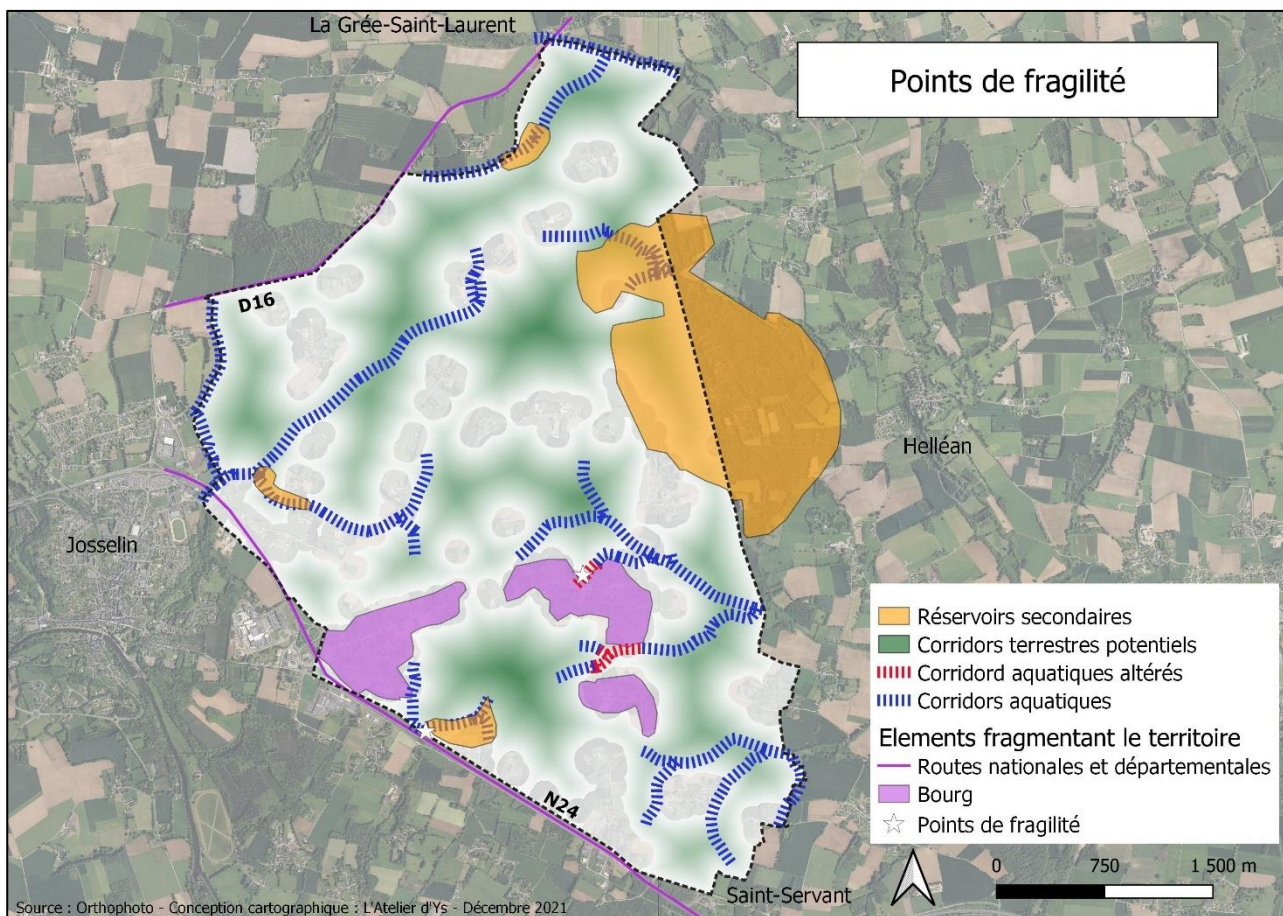 La Grée-Saint-Laurent
Points de fragilité
D16
Helléan
Josselin
Réservoirs secondaires
Corridors terrestres potentiels
Corridord aquatiques altérés
Corridors aquatiques
Elements fragmentant le territoire
Routes nationales et départementales
Bourg
Points de fragilité
N24
0 750 1 500 m
Saint-Servant
Source : Orthophoto - Conception cartographique : L'Atelier d'Ys - Décembre 2021